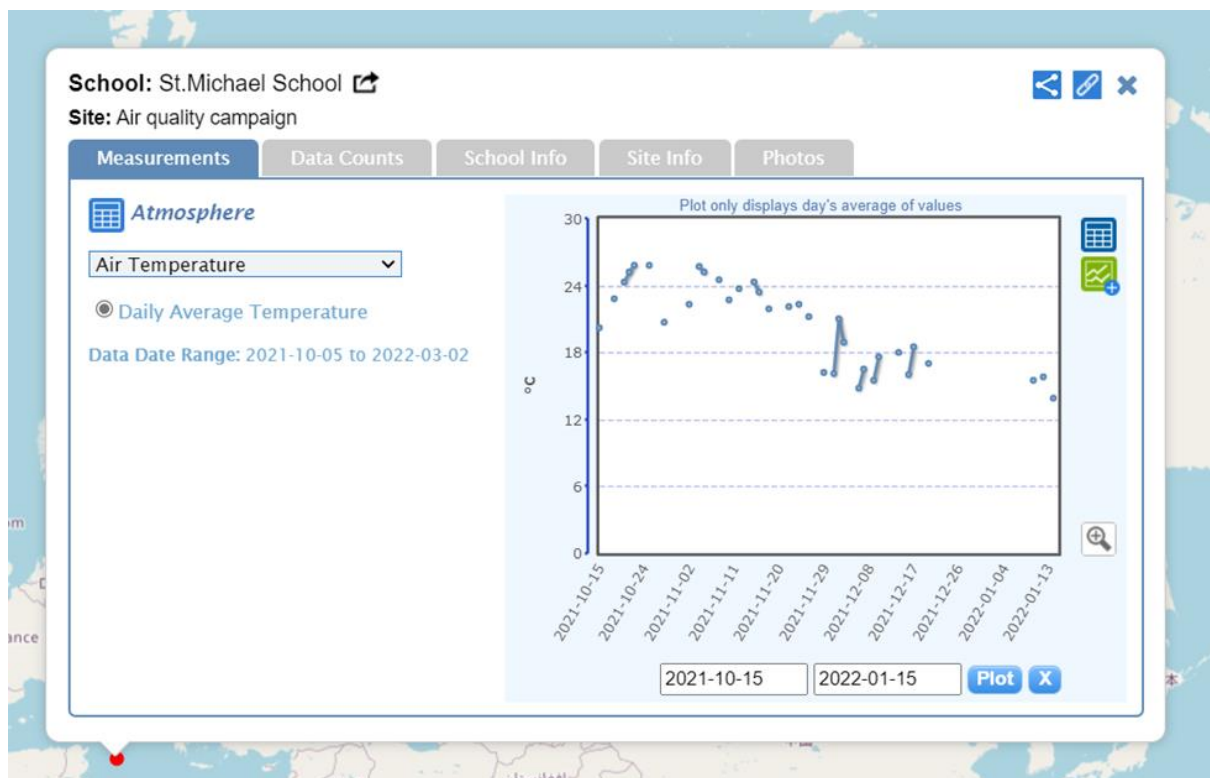 School: St.Michael School
Site: Air quality campaign
Measurements
Data Counts
School Info
Site Info
Photos
Atmosphere
Air Temperature
Daily Average Temperature
Data Date Range: 2021-10-05 to 2022-03-02
Plot only displays day's average of values
30
24
18
12
6
0
°C
2021-10-15
2021-10-24
2021-11-02
2021-11-11
2021-11-20
2021-11-29
2021-12-08
2021-12-17
2021-12-26
2022-01-04
2022-01-13
2021-10-15
2022-01-15
Plot
X
om
ance
本